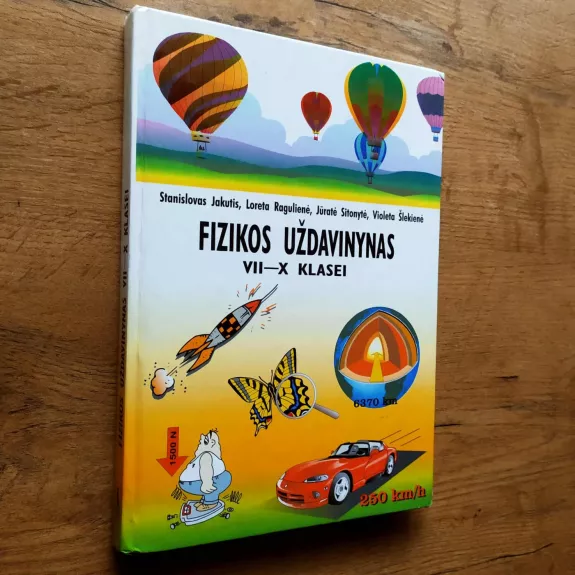 Stanislovas Jakutis, Loreta Ragulienė, Jūratė Sitonytė, Violeta Šlekienė
FIZIKOS UŽDAVINYNAS
VII—X KLASEI
6370 km
1500 N
250 km/h
FIZIKOS UŽDAVINYNAS VII—X KLASEI